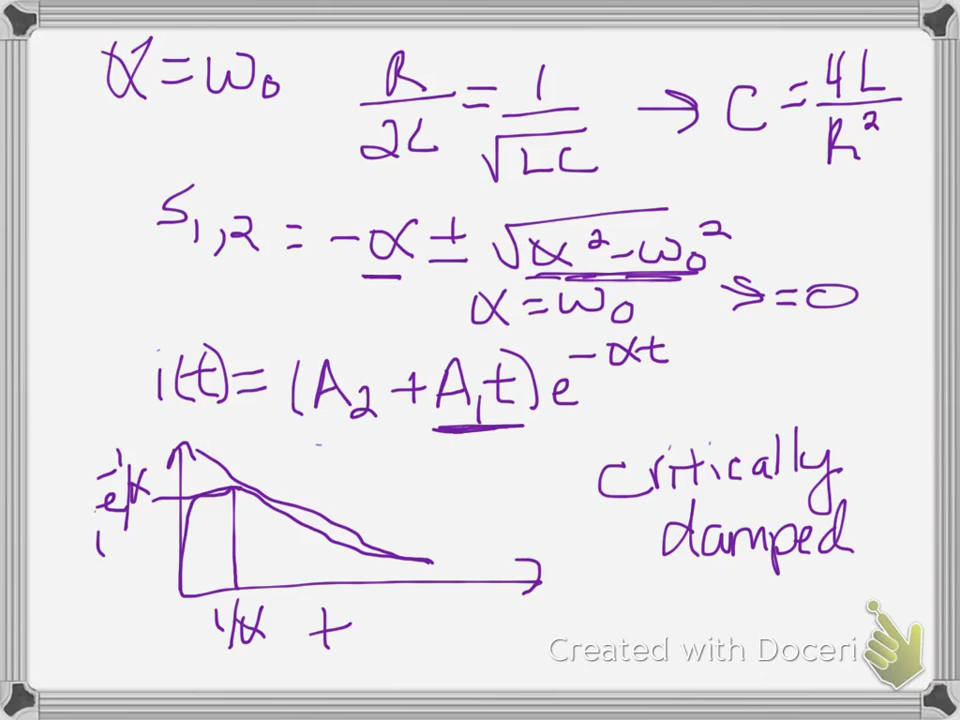 α = ω₀ R/2L = 1/√LC → C = 4L/R²
s₁,₂ = -α ± √α² - ω₀²
α = ω₀ → = 0
i(t) = (A₂ + A₁t) e^-αt
critically
damped
e⁻¹/α
i
1/α t
Created with Doceri